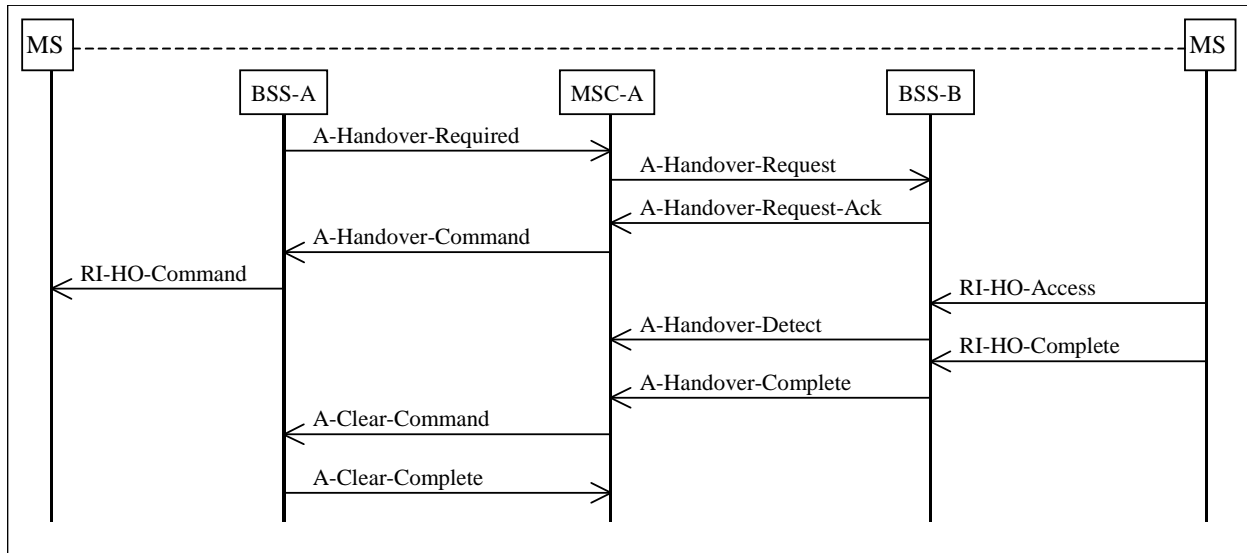 MS
MS
BSS-A
MSC-A
BSS-B
A-Handover-Required
A-Handover-Request
A-Handover-Request-Ack
A-Handover-Command
RI-HO-Command
RI-HO-Access
A-Handover-Detect
RI-HO-Complete
A-Handover-Complete
A-Clear-Command
A-Clear-Complete